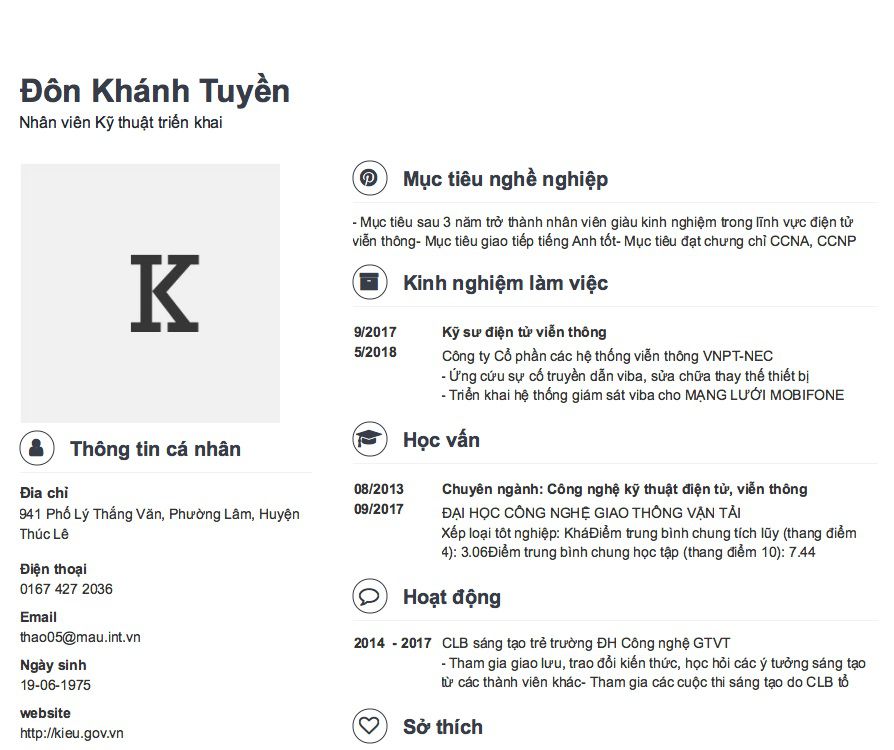 Đôn Khánh Tuyền
Nhân viên Kỹ thuật triển khai
K
Thông tin cá nhân
Địa chỉ
941 Phố Lý Thắng Văn, Phường Lâm, Huyện
Thúc Lê
Điện thoại
0167 427 2036
Email
thao05@mau.int.vn
Ngày sinh
19-06-1975
website
http://kieu.gov.vn
Mục tiêu nghề nghiệp
- Mục tiêu sau 3 năm trở thành nhân viên giàu kinh nghiệm trong lĩnh vực điện tử
viễn thông- Mục tiêu giao tiếp tiếng Anh tốt- Mục tiêu đạt chưng chỉ CCNA, CCNP
Kinh nghiệm làm việc
9/2017 Kỹ sư điện tử viễn thông
5/2018 Công ty Cổ phần các hệ thống viễn thông VNPT-NEC
- Ứng cứu sự cố truyền dẫn viba, sửa chữa thay thế thiết bị
- Triển khai hệ thống giám sát viba cho MẠNG LƯỚI MOBIFONE
Học vấn
08/2013 Chuyên ngành: Công nghệ kỹ thuật điện tử, viễn thông
09/2017 ĐẠI HỌC CÔNG NGHỆ GIAO THÔNG VẬN TẢI
Xếp loại tôt nghiệp: KháĐiểm trung bình chung tích lũy (thang điểm
4): 3.06Điểm trung bình chung học tập (thang điểm 10): 7.44
Hoạt động
2014 - 2017 CLB sáng tạo trẻ trường ĐH Công nghệ GTVT
- Tham gia giao lưu, trao đổi kiến thức, học hỏi các ý tưởng sáng tạo
từ các thành viên khác- Tham gia các cuộc thi sáng tạo do CLB tổ
Sở thích